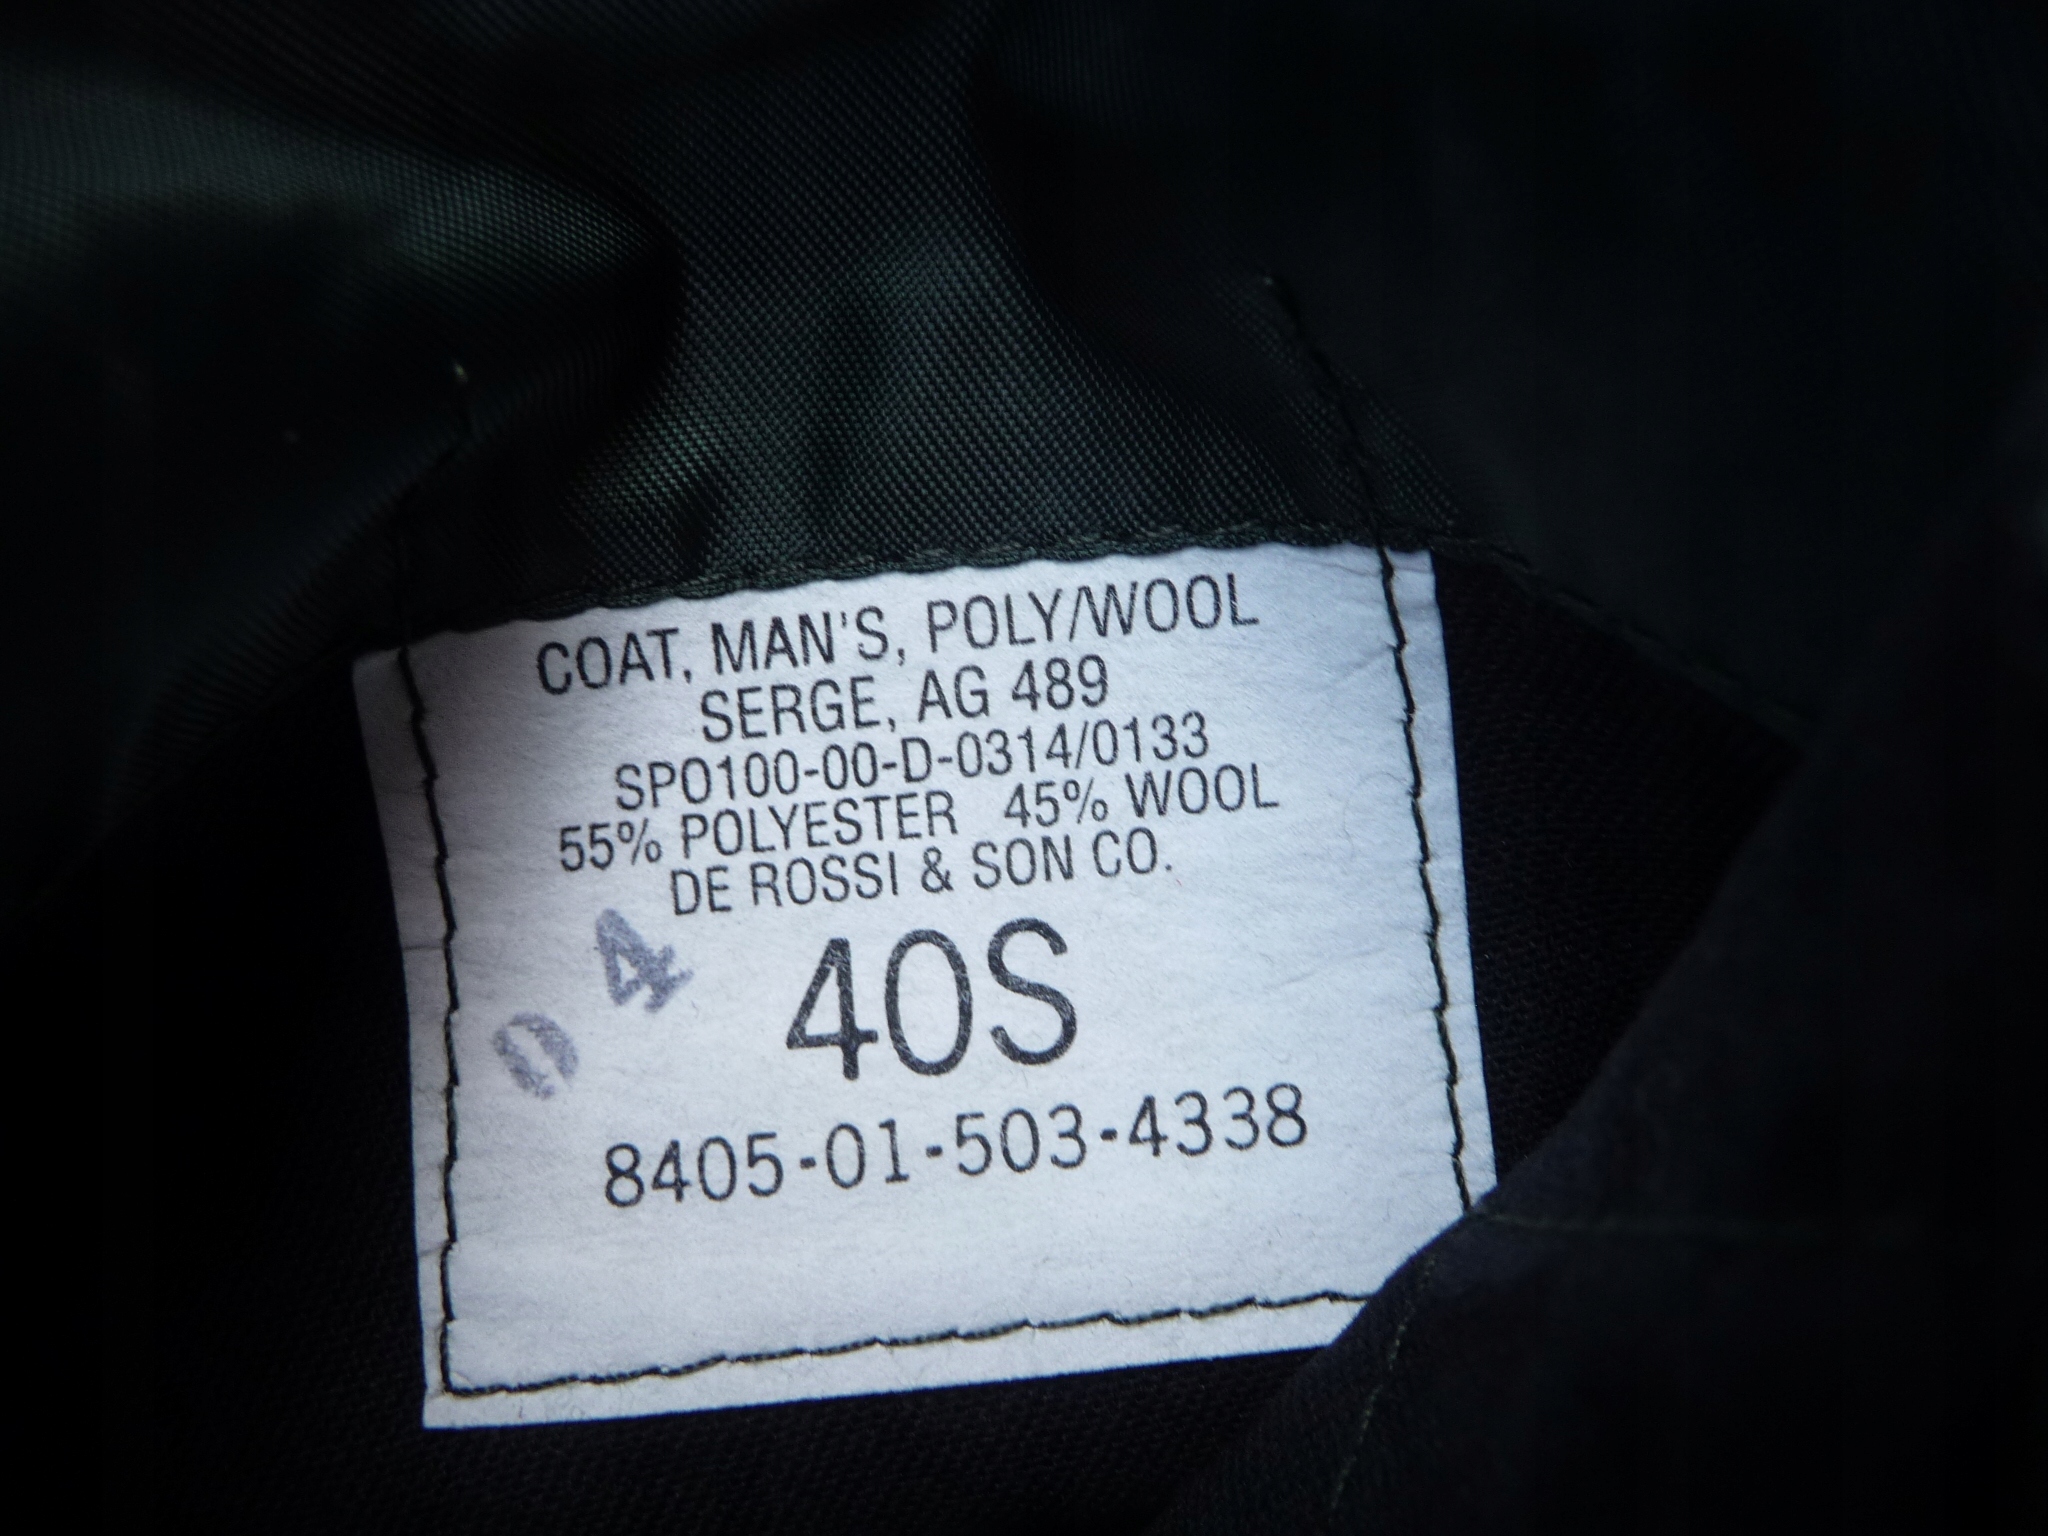 COAT, MAN'S, POLY/WOOL
SERGE, AG 489
SPO100-00-D-0314/0133
55% POLYESTER 45% WOOL
DE ROSSI & SON CO.
04
40S
8405-01-503-4338